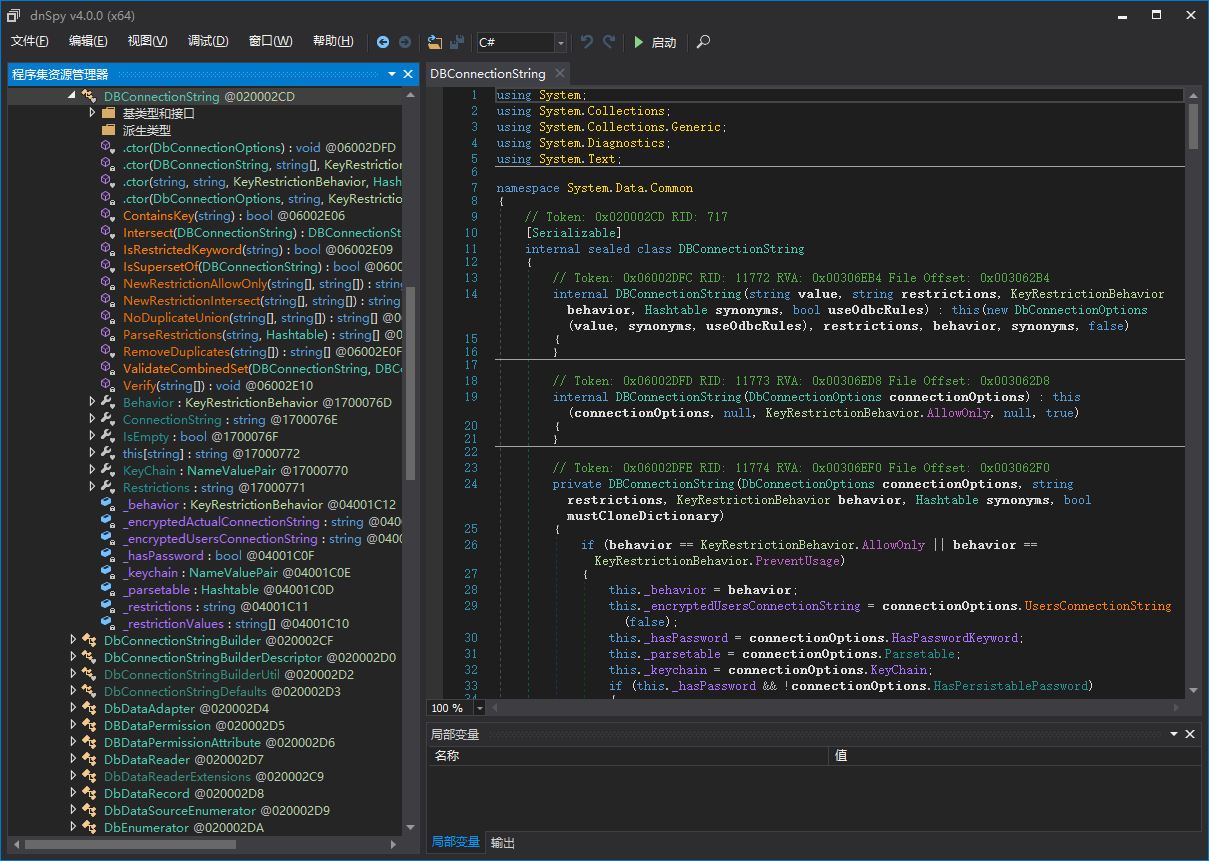 dnSpy v4.0.0 (x64)
文件(F) 编辑(E) 视图(V) 调试(D) 窗口(W) 帮助(H) C# 启动
程序集资源管理器
DBConnectionString @020002CD
基类型和接口
派生类型
.ctor(DbConnectionOptions) : void @06002DFD
.ctor(DBConnectionString, string[], KeyRestriction
.ctor(string, string, KeyRestrictionBehavior, Hash
.ctor(DbConnectionOptions, string, KeyRestrictio
ContainsKey(string) : bool @06002E06
Intersect(DBConnectionString) : DBConnectionSt
IsRestrictedKeyword(string) : bool @06002E09
IsSupersetOf(DBConnectionString) : bool @0600
NewRestrictionAllowOnly(string[], string[]) : string
NewRestrictionIntersect(string[], string[]) : string
NoDuplicateUnion(string[], string[]) : string[] @0
ParseRestrictions(string, Hashtable) : string[] @0
RemoveDuplicates(string[]) : string[] @06002E0F
ValidateCombinedSet(DBConnectionString, DBC
Verify(string[]) : void @06002E10
Behavior : KeyRestrictionBehavior @1700076D
ConnectionString : string @1700076E
IsEmpty : bool @1700076F
this[string] : string @17000772
KeyChain : NameValuePair @17000770
Restrictions : string @17000771
_behavior : KeyRestrictionBehavior @04001C12
_encryptedActualConnectionString : string @040
_encryptedUsersConnectionString : string @0400
_hasPassword : bool @04001C0F
_keychain : NameValuePair @04001C0E
_parsetable : Hashtable @04001C0D
_restrictions : string @04001C11
_restrictionValues : string[] @04001C10
DbConnectionStringBuilder @020002CF
DbConnectionStringBuilderDescriptor @020002D0
DbConnectionStringBuilderUtil @020002D2
DbConnectionStringDefaults @020002D3
DbDataAdapter @020002D4
DBDataPermission @020002D5
DBDataPermissionAttribute @020002D6
DbDataReader @020002D7
DbDataReaderExtensions @020002C9
DbDataRecord @020002D8
DbDataSourceEnumerator @020002D9
DbEnumerator @020002DA
DBConnectionString
1 using System;
2 using System.Collections;
3 using System.Collections.Generic;
4 using System.Diagnostics;
5 using System.Text;
6
7 namespace System.Data.Common
8 {
9 // Token: 0x020002CD RID: 717
10 [Serializable]
11 internal sealed class DBConnectionString
12 {
13 // Token: 0x06002DFC RID: 11772 RVA: 0x00306EB4 File Offset: 0x003062B4
14 internal DBConnectionString(string value, string restrictions, KeyRestrictionBehavior
behavior, Hashtable synonyms, bool useOdbcRules) : this(new DbConnectionOptions
(value, synonyms, useOdbcRules), restrictions, behavior, synonyms, false)
15 {
16 }
17
18 // Token: 0x06002DFD RID: 11773 RVA: 0x00306ED8 File Offset: 0x003062D8
19 internal DBConnectionString(DbConnectionOptions connectionOptions) : this
(connectionOptions, null, KeyRestrictionBehavior.AllowOnly, null, true)
20 {
21 }
22
23 // Token: 0x06002DFE RID: 11774 RVA: 0x00306EF0 File Offset: 0x003062F0
24 private DBConnectionString(DbConnectionOptions connectionOptions, string
restrictions, KeyRestrictionBehavior behavior, Hashtable synonyms, bool
mustCloneDictionary)
25 {
26 if (behavior == KeyRestrictionBehavior.AllowOnly || behavior ==
KeyRestrictionBehavior.PreventUsage)
27 {
28 this._behavior = behavior;
29 this._encryptedUsersConnectionString = connectionOptions.UsersConnectionString
(false);
30 this._hasPassword = connectionOptions.HasPasswordKeyword;
31 this._parsetable = connectionOptions.Parsetable;
32 this._keychain = connectionOptions.KeyChain;
33 if (this._hasPassword && !connectionOptions.HasPersistablePassword)
34 {
100 %
局部变量
名称 值
局部变量 输出